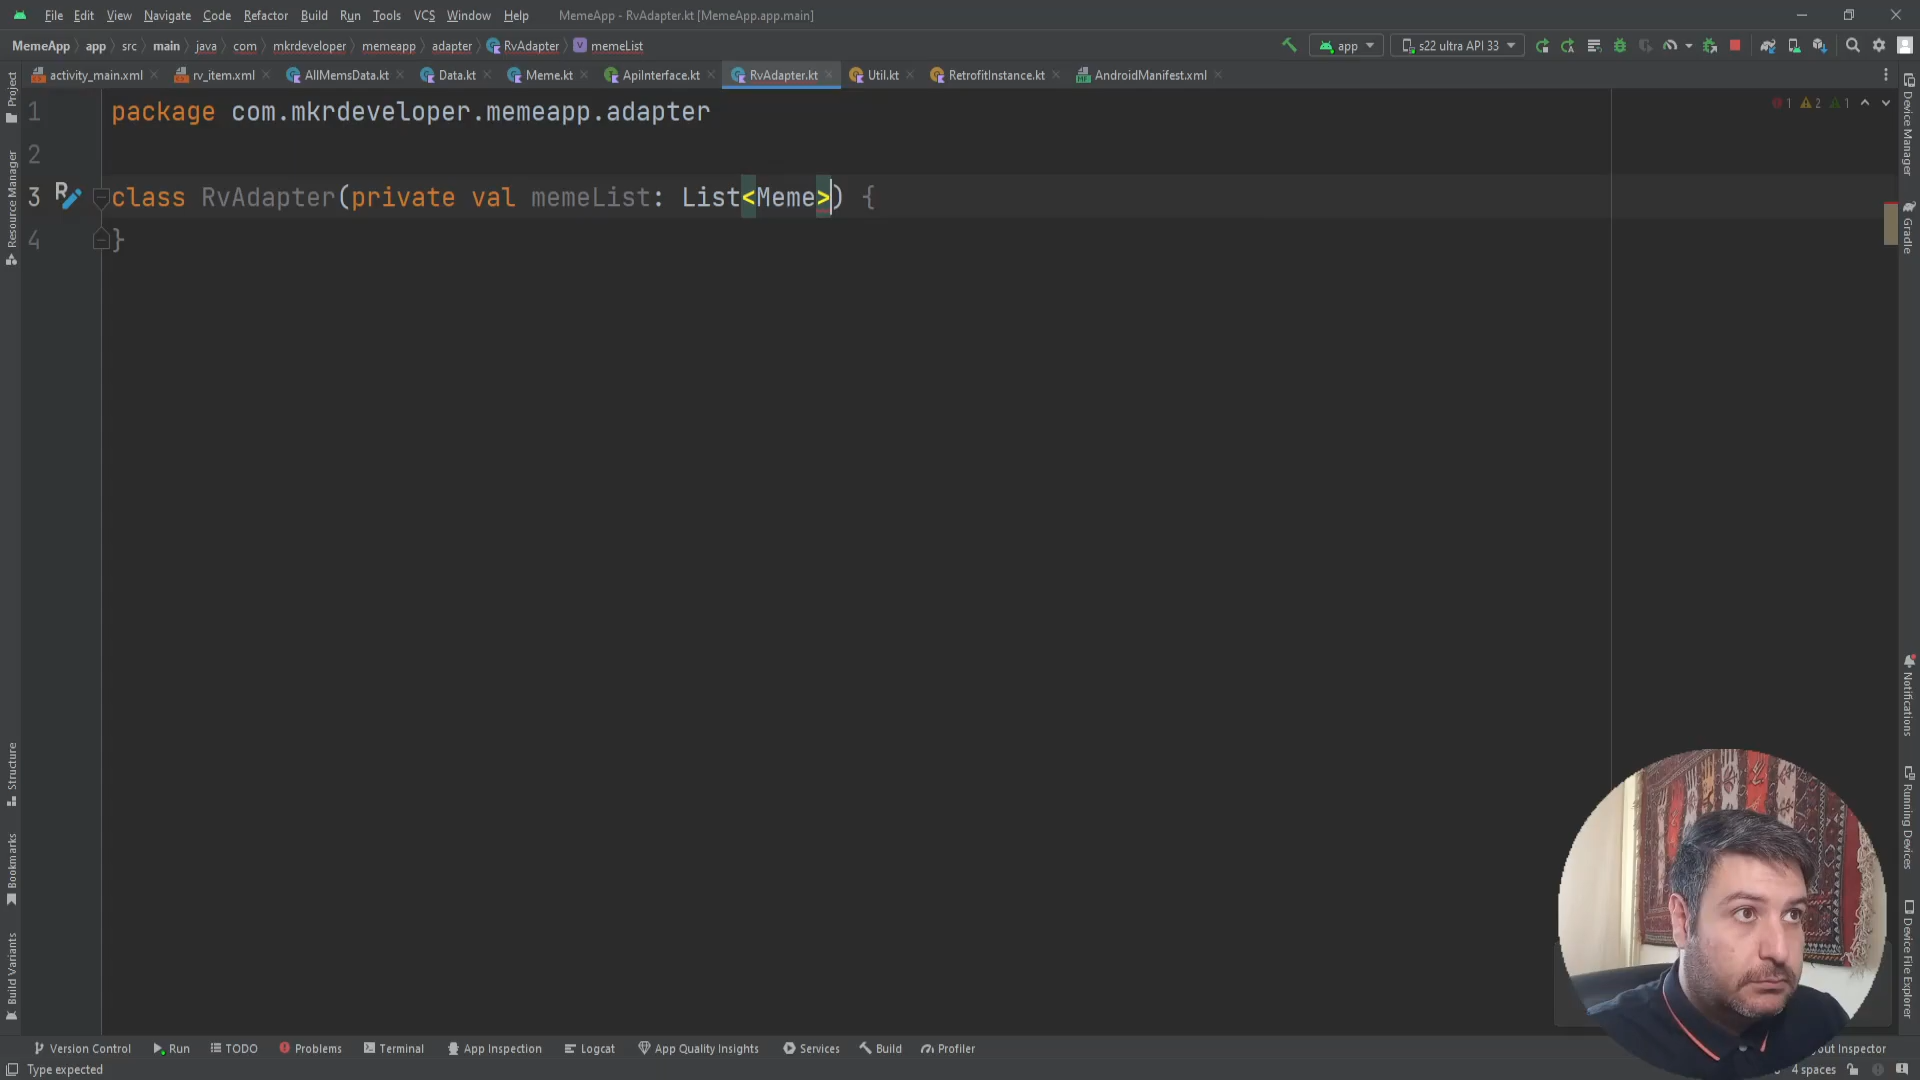 File Edit View Navigate Code Refactor Build Run Tools VCS Window Help MemeApp - RvAdapter.kt [MemeApp.app.main]
MemeApp app src main java com mkrdeveloper memeapp adapter RvAdapter memeList app s22 ultra API 33
activity_main.xml rv_item.xml AllMemsData.kt Data.kt Meme.kt ApiInterface.kt RvAdapter.kt Util.kt RetrofitInstance.kt AndroidManifest.xml
1 package com.mkrdeveloper.memeapp.adapter
1 2 1
2
3 class RvAdapter(private val memeList: List<Meme>) {
4 }
Project
Resource Manager
Structure
Bookmarks
Build Variants
Device Manager
Gradle
Notifications
Running Devices
Device File Explorer
Version Control Run TODO Problems Terminal App Inspection Logcat App Quality Insights Services Build Profiler out Inspector
Type expected 4 spaces